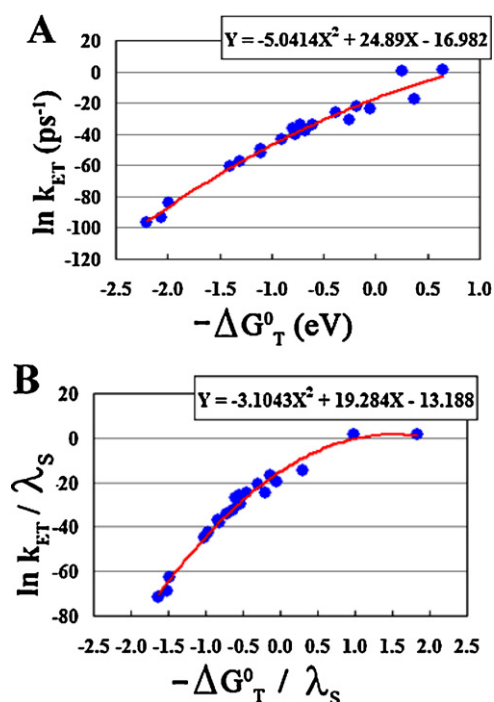 A
Y = -5.0414X² + 24.89X - 16.982
20
0
-20
-40
-60
-80
-100
-120
ln k_ET (ps⁻¹)
-2.5 -2.0 -1.5 -1.0 -0.5 0.0 0.5 1.0
−ΔG⁰_T (eV)
B
Y = -3.1043X² + 19.284X - 13.188
20
0
-20
-40
-60
-80
ln k_ET / λ_S
-2.5 -2.0 -1.5 -1.0 -0.5 0.0 0.5 1.0 1.5 2.0 2.5
−ΔG⁰_T / λ_S